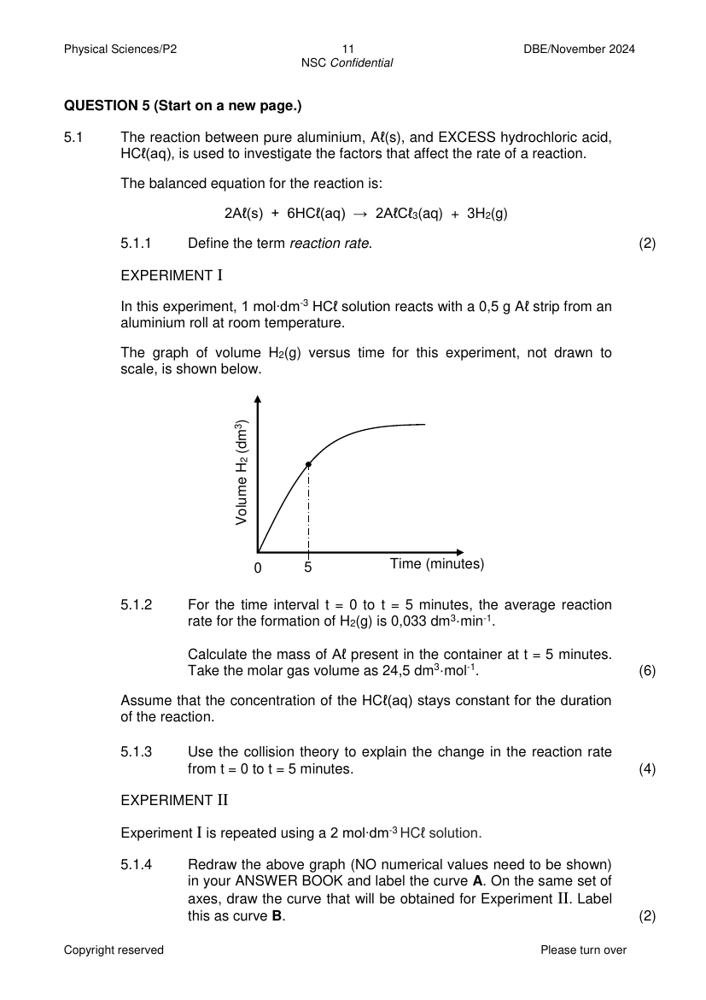 Physical Sciences/P2 11 DBE/November 2024
NSC Confidential
QUESTION 5 (Start on a new page.)
5.1 The reaction between pure aluminium, Aℓ(s), and EXCESS hydrochloric acid,
HCℓ(aq), is used to investigate the factors that affect the rate of a reaction.
The balanced equation for the reaction is:
2Aℓ(s) + 6HCℓ(aq) → 2AℓCℓ₃(aq) + 3H₂(g)
5.1.1 Define the term reaction rate. (2)
EXPERIMENT I
In this experiment, 1 mol·dm⁻³ HCℓ solution reacts with a 0,5 g Aℓ strip from an
aluminium roll at room temperature.
The graph of volume H₂(g) versus time for this experiment, not drawn to
scale, is shown below.
Volume H₂ (dm³)
0 5 Time (minutes)
5.1.2 For the time interval t = 0 to t = 5 minutes, the average reaction
rate for the formation of H₂(g) is 0,033 dm³·min⁻¹.
Calculate the mass of Aℓ present in the container at t = 5 minutes.
Take the molar gas volume as 24,5 dm³·mol⁻¹. (6)
Assume that the concentration of the HCℓ(aq) stays constant for the duration
of the reaction.
5.1.3 Use the collision theory to explain the change in the reaction rate
from t = 0 to t = 5 minutes. (4)
EXPERIMENT II
Experiment I is repeated using a 2 mol·dm⁻³ HCℓ solution.
5.1.4 Redraw the above graph (NO numerical values need to be shown)
in your ANSWER BOOK and label the curve A. On the same set of
axes, draw the curve that will be obtained for Experiment II. Label
this as curve B. (2)
Copyright reserved Please turn over